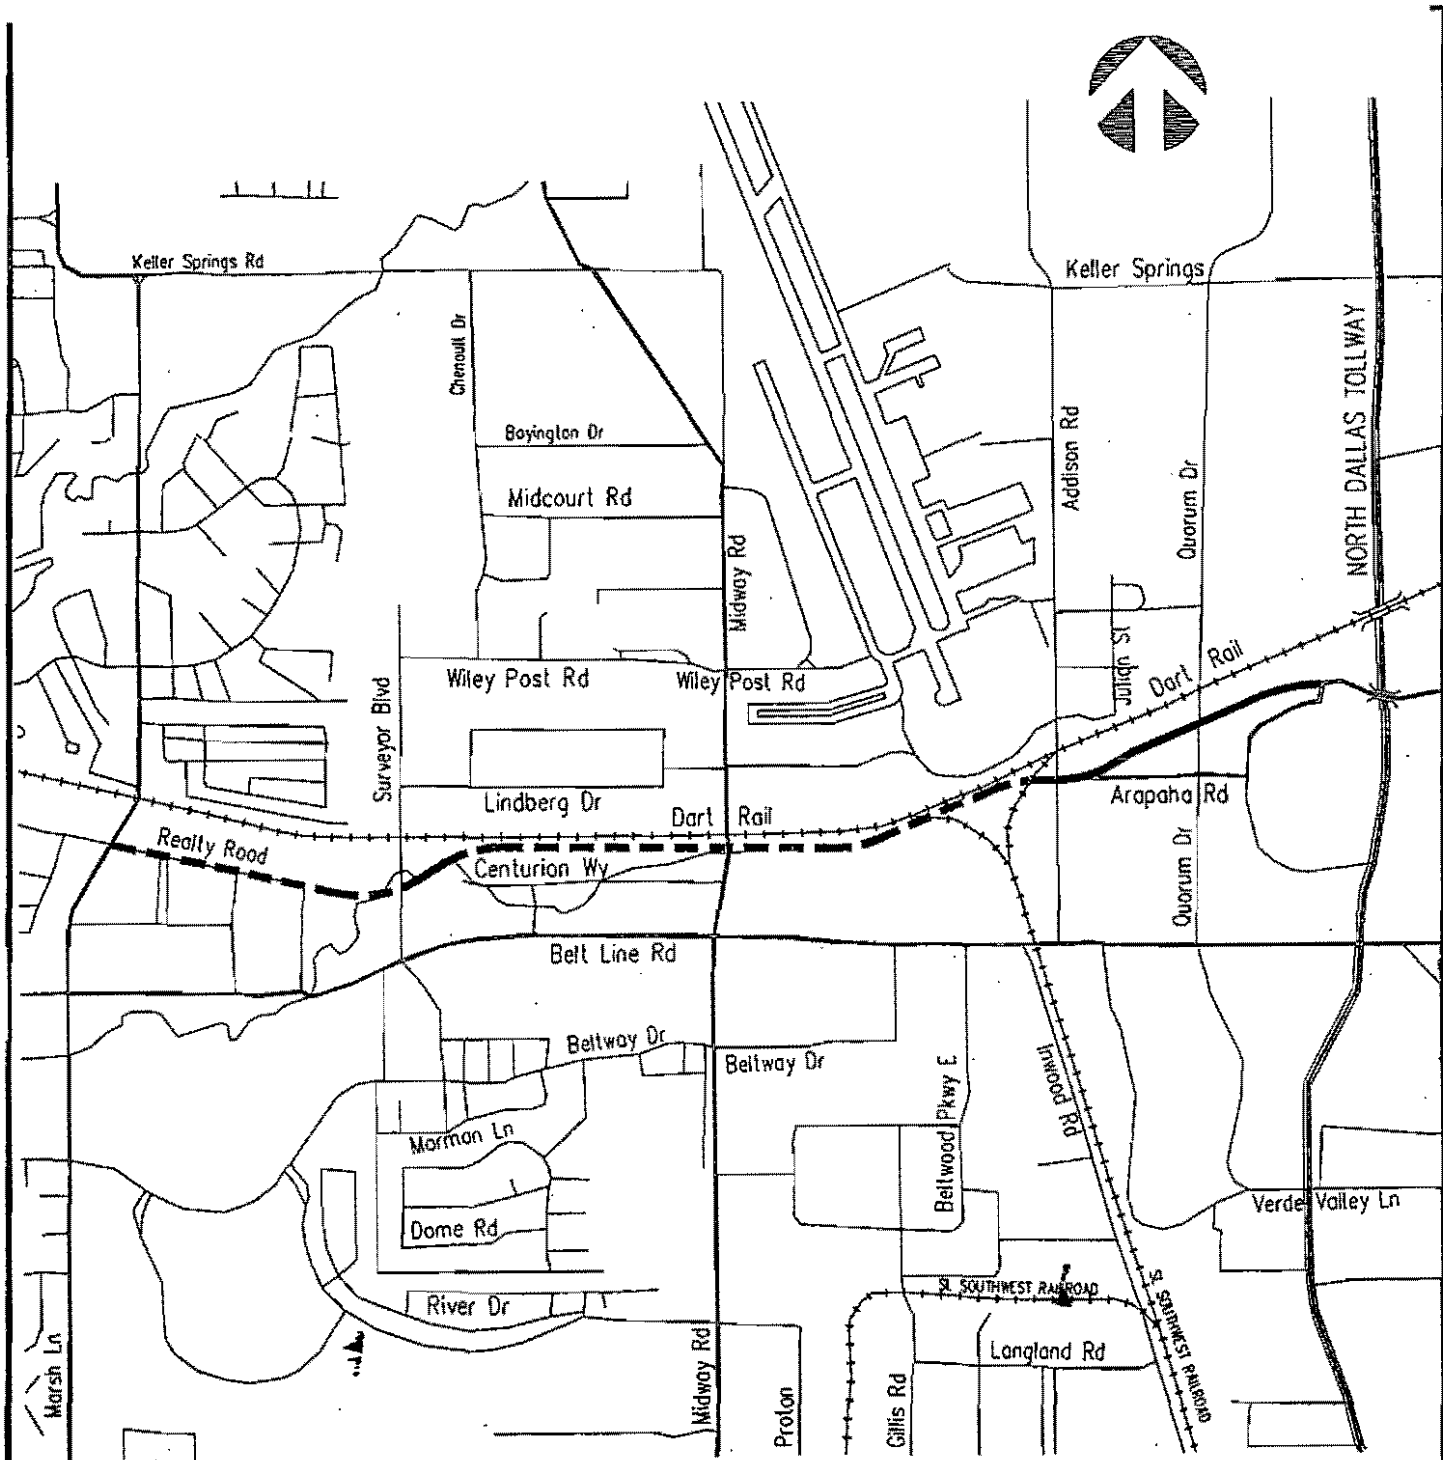 Keller Springs Rd
Keller Springs
Chenault Dr
NORTH DALLAS TOLLWAY
Addison Rd
Boyington Dr
Quorum Dr
Midcourt Rd
Midway Rd
Julian St
Dart Rail
Wiley Post Rd
Wiley Post Rd
Surveyor Blvd
Lindberg Dr
Dart Rail
Arapaha Rd
Realty Road
Centurion Wy
Quorum Dr
Belt Line Rd
Beltway Dr
Beltway Dr
Inwood Rd
Beltwood Pkwy E
Morman Ln
Verde Valley Ln
Dome Rd
SL SOUTHWEST RAILROAD
SL SOUTHWEST RAILROAD
River Dr
Langland Rd
Marsh Ln
Midway Rd
Proton
Gillis Rd